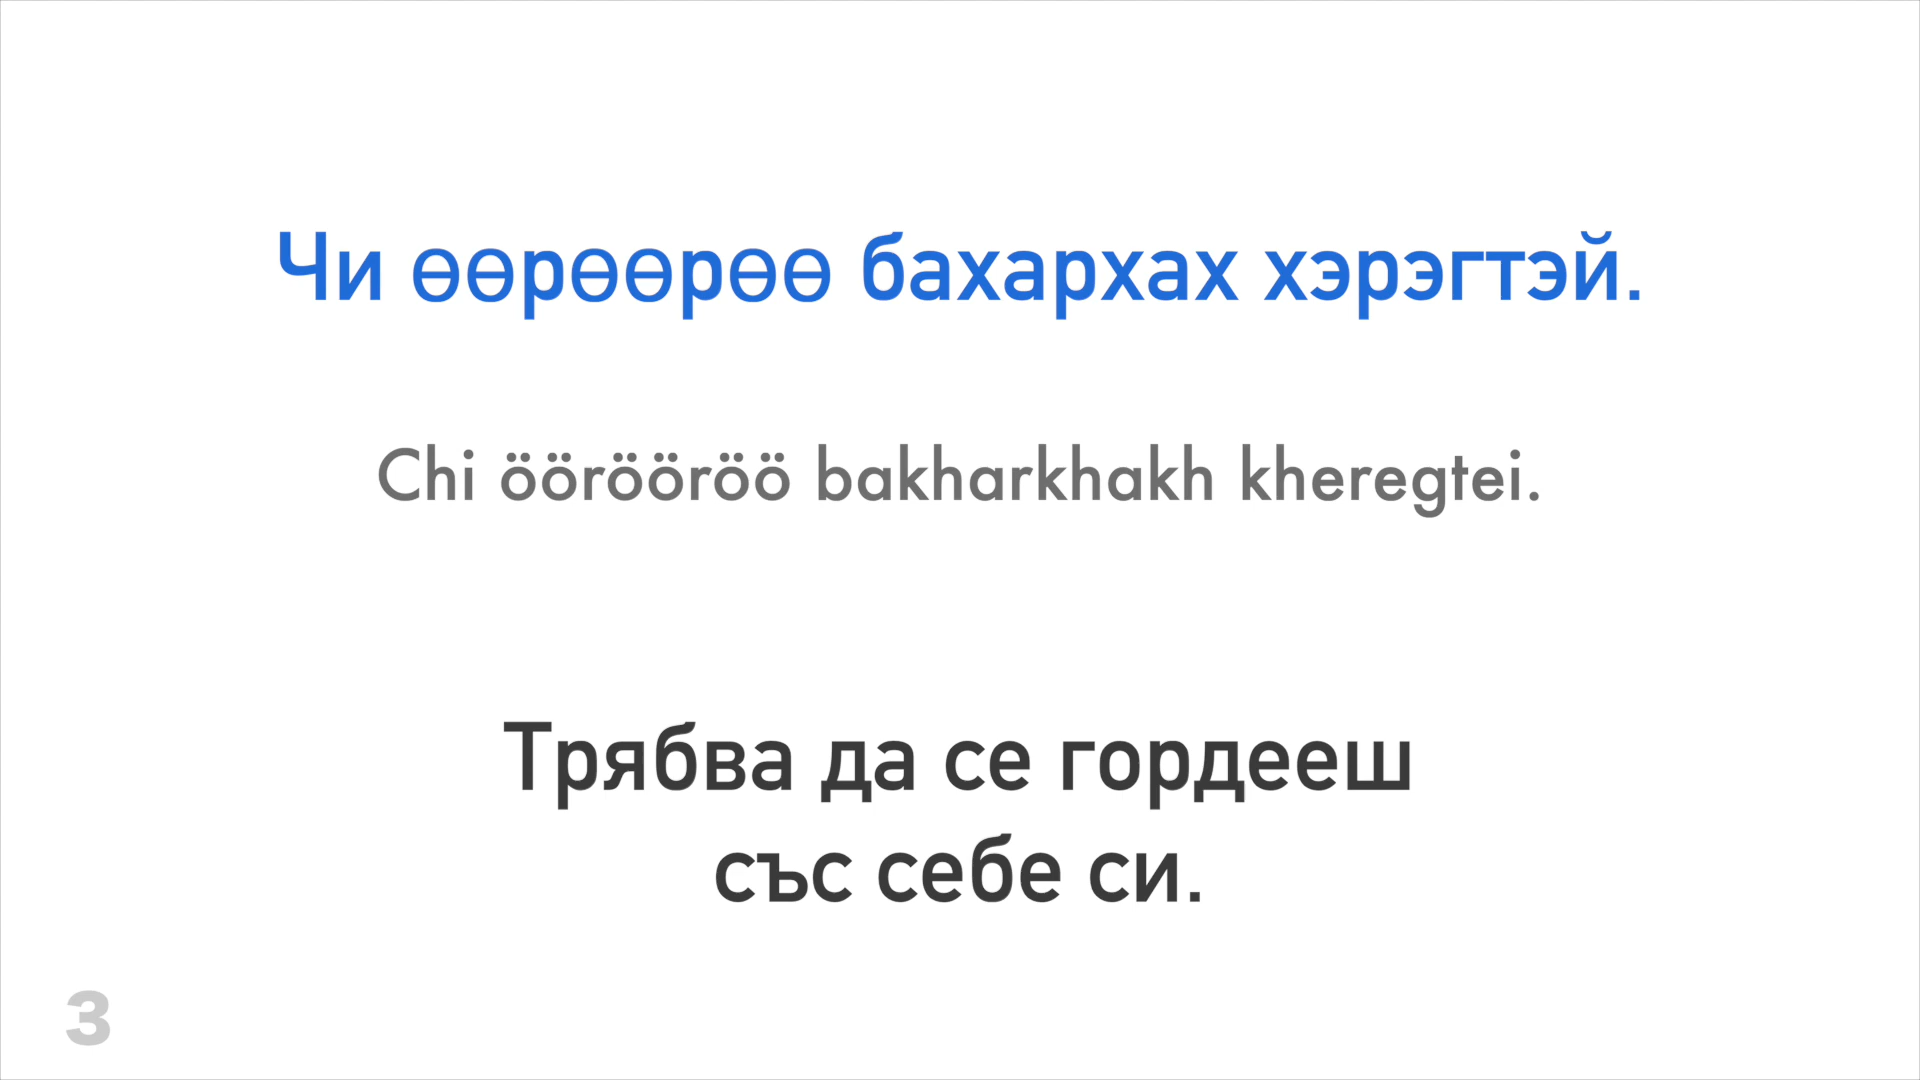 Чи өөрөөрөө бахархах хэрэгтэй.
Chi öörööröö bakharkhakh kheregtei.
Трябва да се гордееш
със себе си.
3